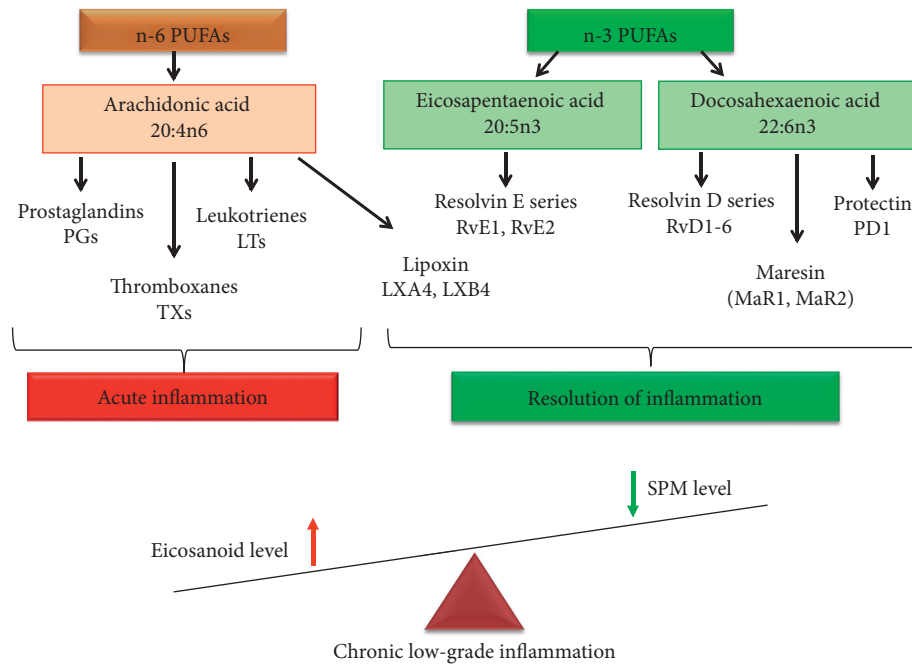 n-6 PUFAs
n-3 PUFAs
Arachidonic acid
20:4n6
Eicosapentaenoic acid
20:5n3
Docosahexaenoic acid
22:6n3
Prostaglandins
PGs
Leukotrienes
LTs
Thromboxanes
TXs
Lipoxin
LXA4, LXB4
Resolvin E series
RvE1, RvE2
Resolvin D series
RvD1-6
Maresin
(MaR1, MaR2)
Protectin
PD1
Acute inflammation
Resolution of inflammation
Eicosanoid level
SPM level
Chronic low-grade inflammation